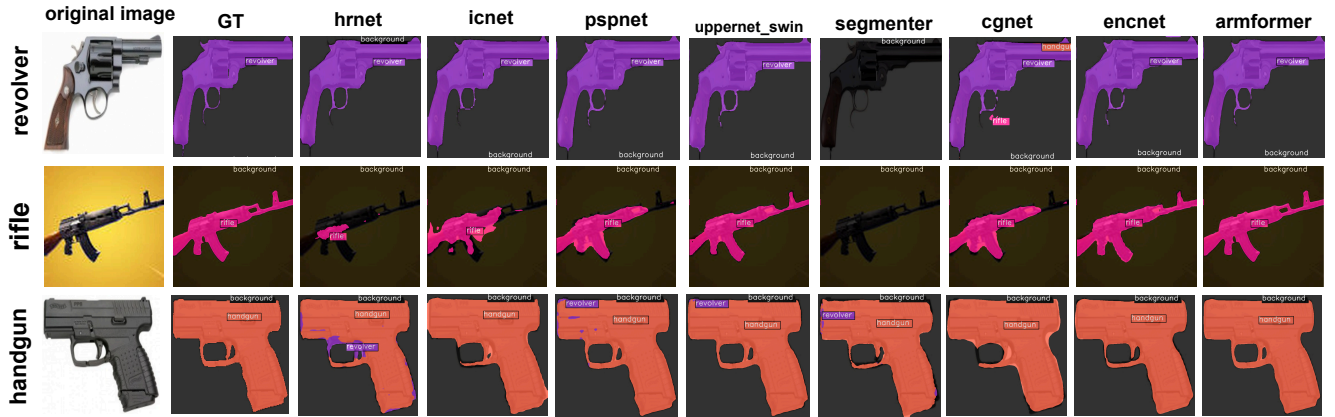 original image GT hrnet icnet pspnet uppernet_swin segmenter cgnet encnet armformer
revolver
revolver
background
revolver
revolver
background
revolver
background
revolver
background
background
handgun
rifle
revolver
background
revolver
background
rifle
background
rifle
background
rifle
background
rifle
background
rifle
background
rifle
background
background
rifle
background
rifle
background
rifle
handgun
background
handgun
background
handgun
revolver
background
handgun
revolver
background
handgun
revolver
background
handgun
background
revolver
handgun
background
handgun
background
handgun
background
handgun